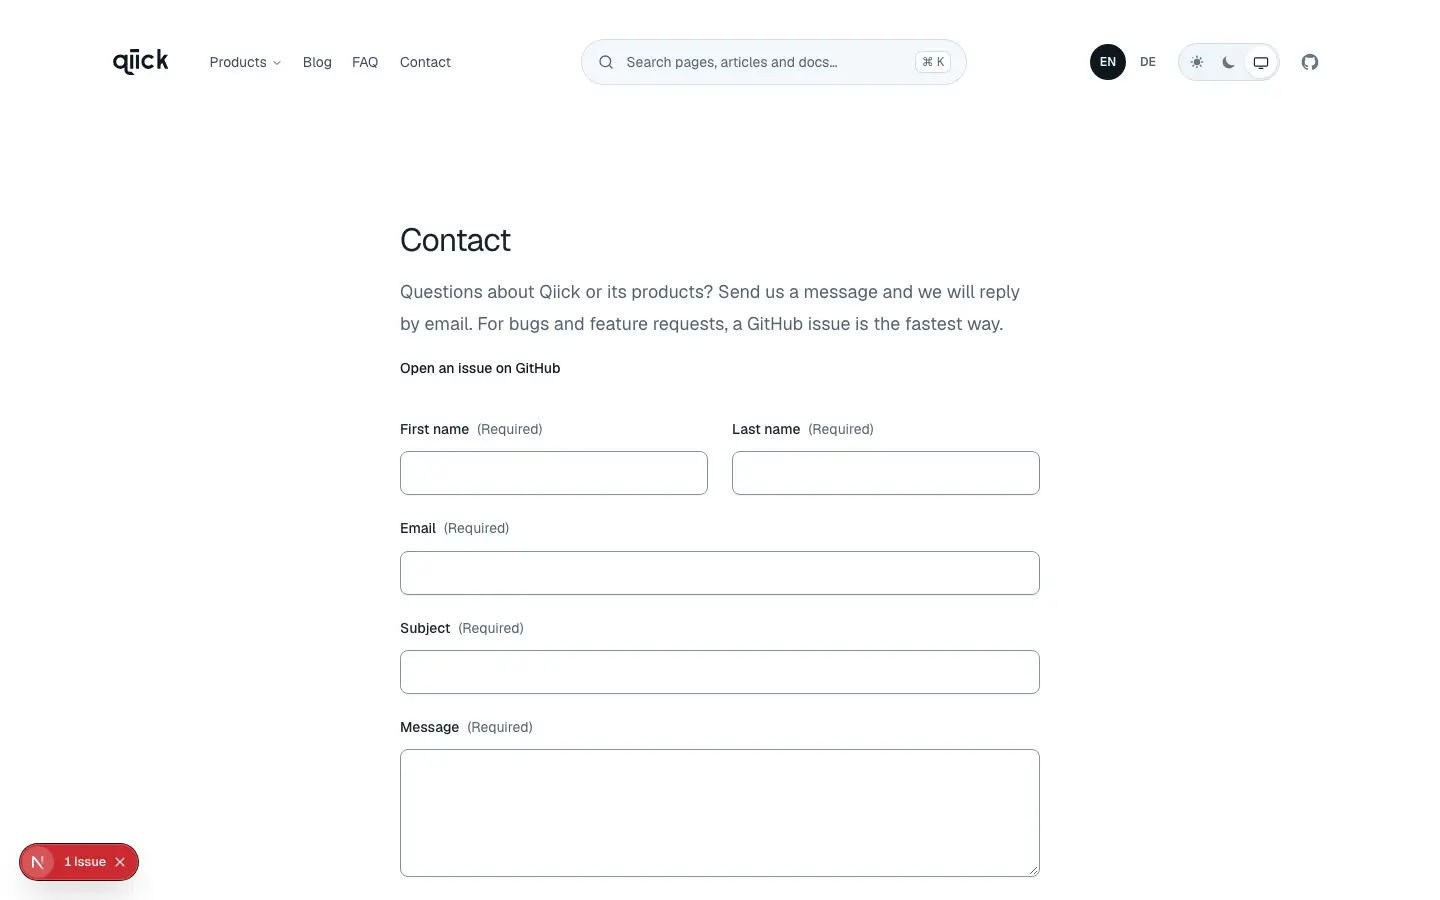 qiick
Products
Blog
FAQ
Contact
Search pages, articles and docs...
⌘ K
EN
DE
Contact
Questions about Qiick or its products? Send us a message and we will reply
by email. For bugs and feature requests, a GitHub issue is the fastest way.
Open an issue on GitHub
First name (Required)
Last name (Required)
Email (Required)
Subject (Required)
Message (Required)
N
1 Issue